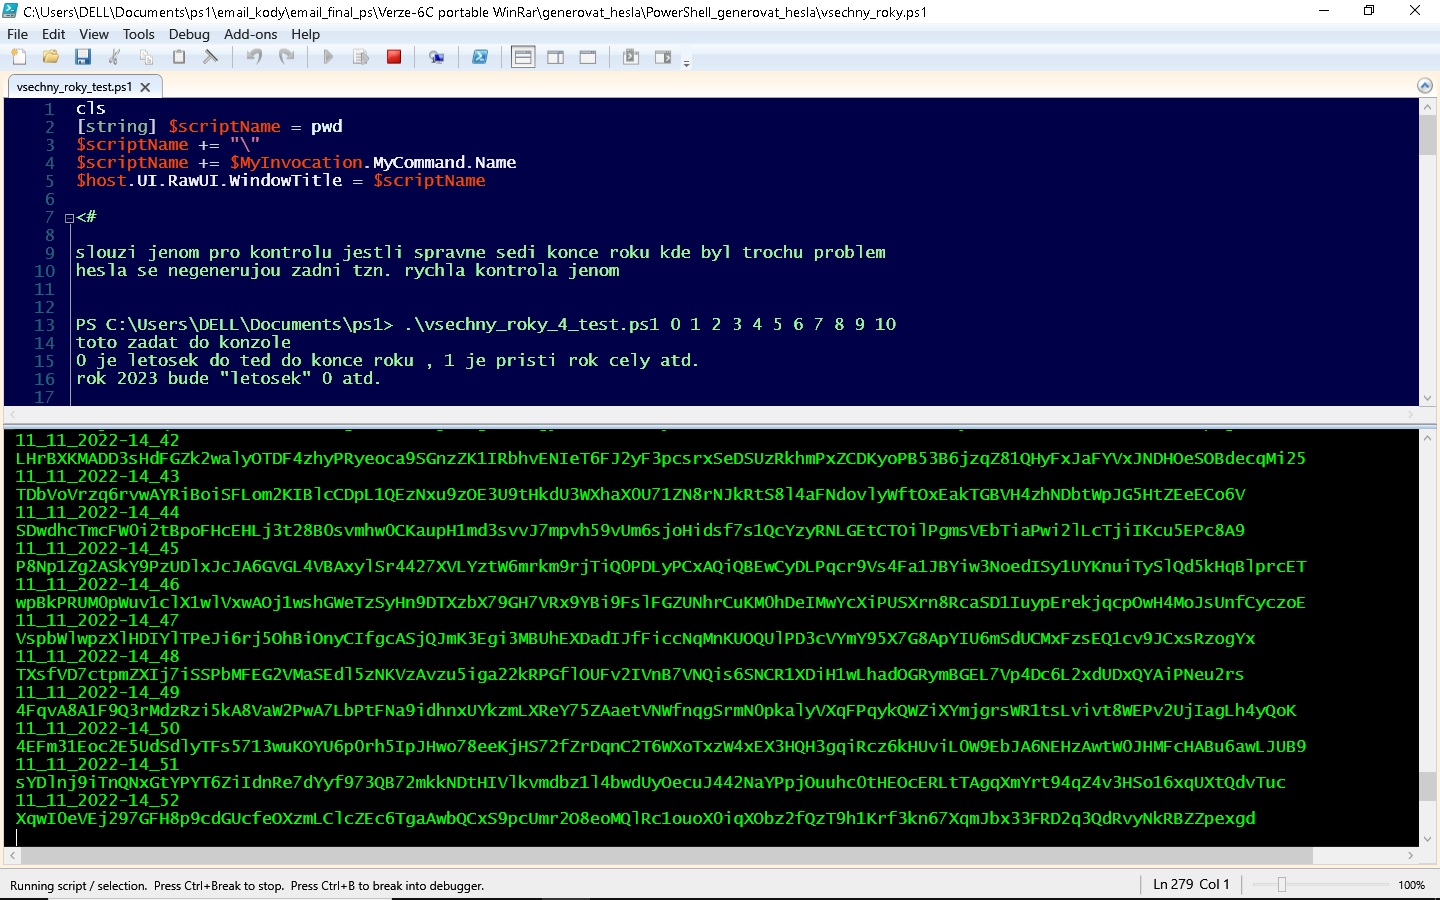 C:\Users\DELL\Documents\ps1\email_kody\email_final_ps\Verze-6C portable WinRar\generovat_hesla\PowerShell_generovat_hesla\vsechny_roky.ps1
File Edit View Tools Debug Add-ons Help
vsechny_roky_test.ps1
1 cls
2 [string] $scriptName = pwd
3 $scriptName += "\"
4 $scriptName += $MyInvocation.MyCommand.Name
5 $host.UI.RawUI.WindowTitle = $scriptName
6
7 <#
8
9 slouzi jenom pro kontrolu jestli spravne sedi konce roku kde byl trochu problem
10 hesla se negenerujou zadni tzn. rychla kontrola jenom
11
12
13 PS C:\Users\DELL\Documents\ps1> .\vsechny_roky_4_test.ps1 0 1 2 3 4 5 6 7 8 9 10
14 toto zadat do konzole
15 0 je letosek do ted do konce roku , 1 je pristi rok cely atd.
16 rok 2023 bude "letosek" 0 atd.
17
11_11_2022-14_42
LHrBXKMADD3sHdFGZk2walyOTDF4zhyPRyeoca9SGnzZK1IRbhvENIeT6FJ2yF3pcsrxSeDSUzRkhmPxZCDKyoPB53B6jzqZ81QHyFxJaFYVxJNDHOeSOBdecqMi25
11_11_2022-14_43
TDbVoVrzq6rvwAYRiBoiSFLom2KIBlcCDpL1QEzNxu9zOE3U9tHkdU3WXhaX0U71ZN8rNJkRtS8l4aFNdovlyWftOxEakTGBVH4zhNDbtWpJG5HtZEeECo6V
11_11_2022-14_44
SDwdhcTmcFW0i2tBpoFHcEHLj3t28BOsvmhwOCKaupH1md3svvJ7mpvh59vUm6sjoHidsf7s1QcYzyRNLGEtCTOilPgmsVEbTiaPwi2lLcTjiIKcu5EPc8A9
11_11_2022-14_45
P8Np1Zg2ASkY9PzUDlxJcJA6GVGL4VBAxylSr4427XVLYztW6mrkm9rjTiQ0PDLyPCxAQiQBEwCyDLPqcr9Vs4Fa1JBYiw3NoedISy1UYKnuiTySlQd5kHqBlprcET
11_11_2022-14_46
wpBkPRUM0pWuv1clX1wlVxwAOj1wshGWeTzSyHn9DTXzbX79GH7VRx9YBi9FslFGZUNhrCuKM0hDeIMwYcXiPUSXrn8RcaSD1IuypErekjqcpOwH4MoJsUnfCyczoE
11_11_2022-14_47
VspbWlwpzXlHDIYlTPeJi6rj5OhBiOnyCIfgcASjQJmK3Egi3MBUhEXDadIJfFiccNqMnKUOQUlPD3cVYmY95X7G8ApYIU6mSdUCMxFzsEQ1cv9JCxsRzogYx
11_11_2022-14_48
TXsfVD7ctpmZXIj7iSSPbMFEG2VMaSEdl5zNKVzAvzu5iga22kRPGflOUFv2IVnB7VNQis6SNCR1XDiH1wLhadOGRymBGEL7Vp4Dc6L2xdUDxQYAiPNeu2rs
11_11_2022-14_49
4FqvA8A1F9Q3rMdzRzi5kA8VaW2PwA7LbPtFNa9idhnxUYkzmLXReY75ZAaetVNWfnqgSrmN0pkalyVXqFPqykQWZiXYmjgrsWR1tsLvivt8WEPv2UjIagLh4yQoK
11_11_2022-14_50
4EFm31Eoc2E5UdSdlyTFs5713wuKOYU6pOrh5IpJHwo78eeKjHS72fZrDqnC2T6WXoTxzW4xEX3HQH3gqiRcz6kHUviL0W9EbJA6NEHzAwtW0JHMFcHABu6awLJUB9
11_11_2022-14_51
sYDlnj9iTnQNxGtYPYT6ZiIdnRe7dYyf973QB72mkkNDtHIVlkvmdbz1l4bwdUyOecuJ442NaYPpjOuuhcOtHEOcERLtTAgqXmYrt94qZ4v3HSo16xqUXtQdvTuc
11_11_2022-14_52
XqwI0eVEj297GFH8p9cdGUcfeOXzmLClcZEc6TgaAwbQCxS9pcUmr2O8eoMQlRc1ouoX0iqXObz2fQzT9h1Krf3kn67XqmJbx33FRD2q3QdRvyNkRBZZpexgd
Running script / selection. Press Ctrl+Break to stop. Press Ctrl+B to break into debugger.
Ln 279 Col 1
100%